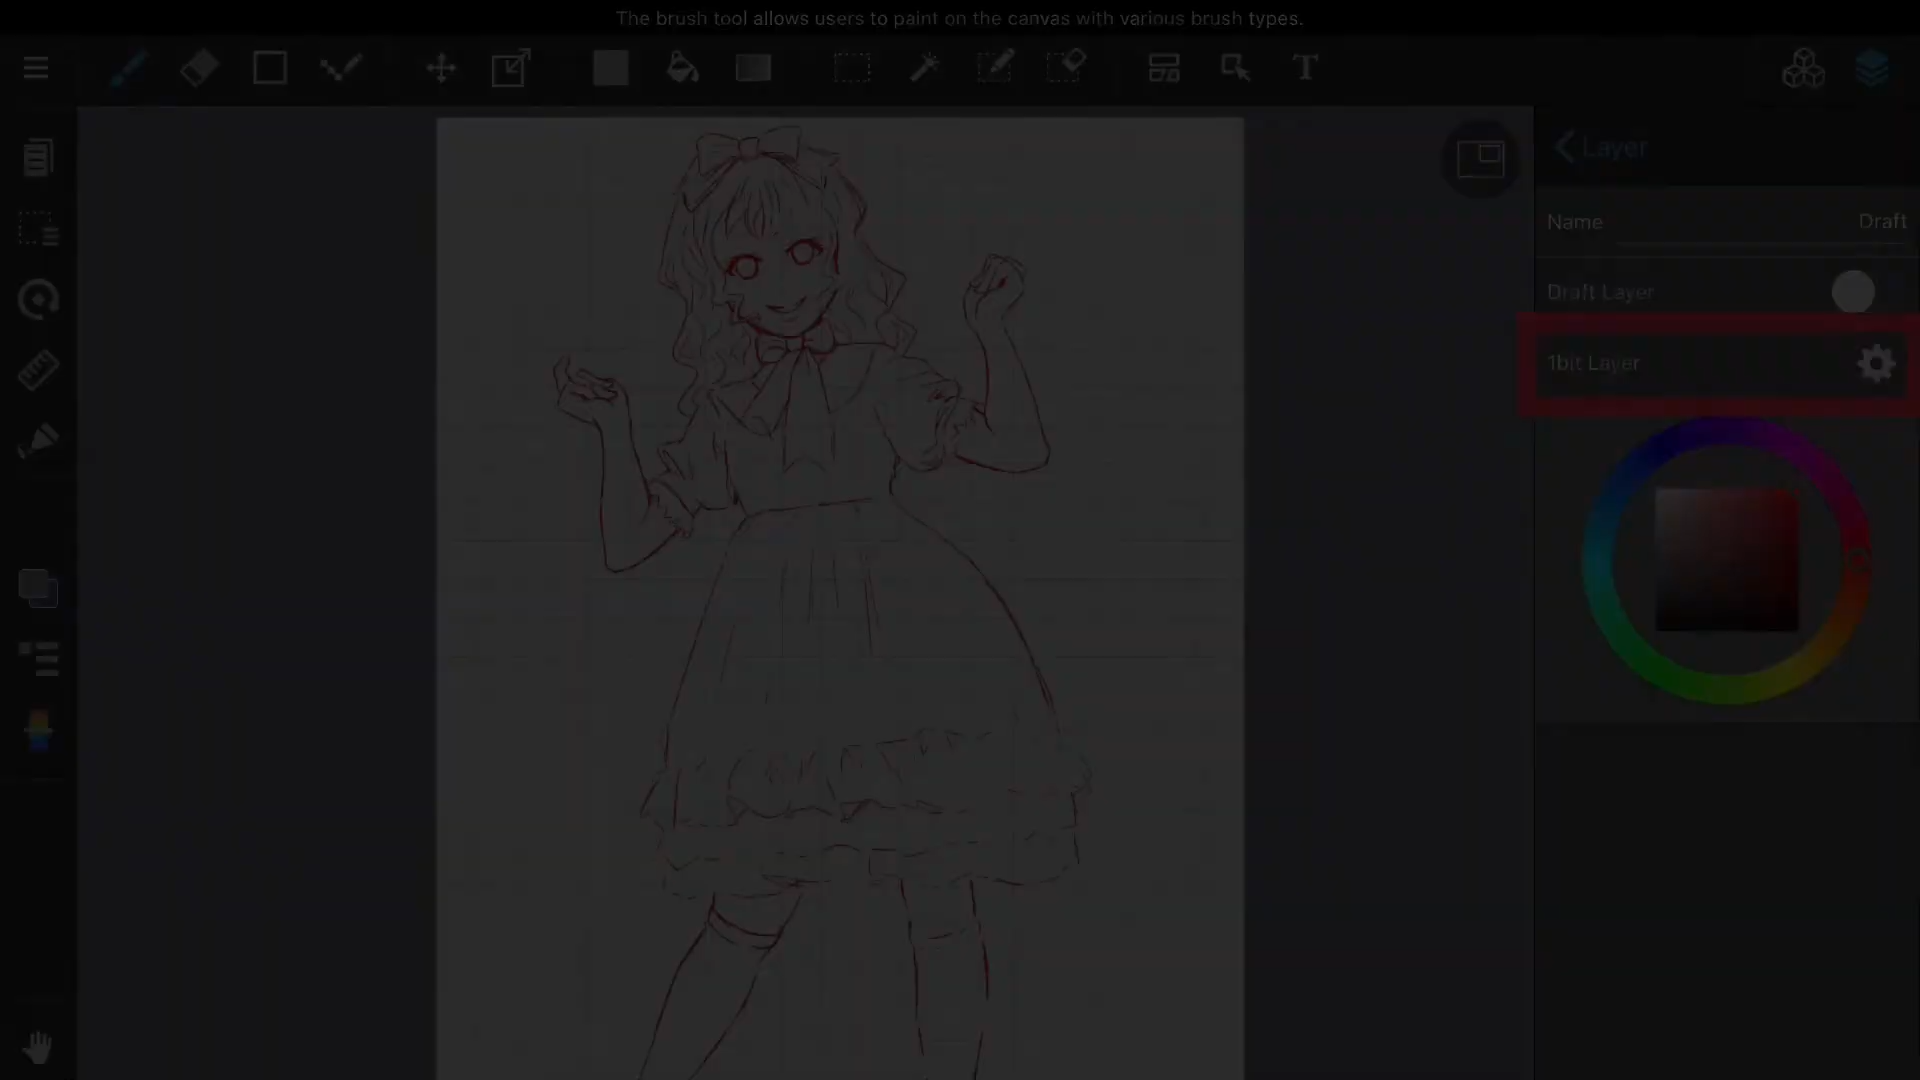 The brush tool allows users to paint on the canvas with various brush types.
T
Layer
Name Draft
Draft Layer
1bit Layer